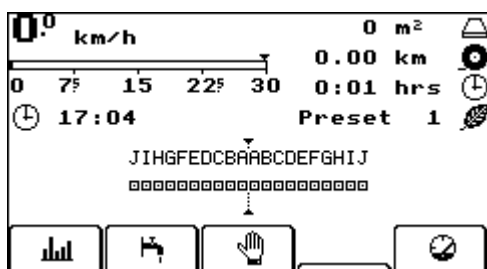 0.0 km/h 0 m²
0.00 km
0 7.5 15 22.5 30 0:01 hrs
17:04 Preset 1
JIHGFEDCBAABCDEFGHIJ